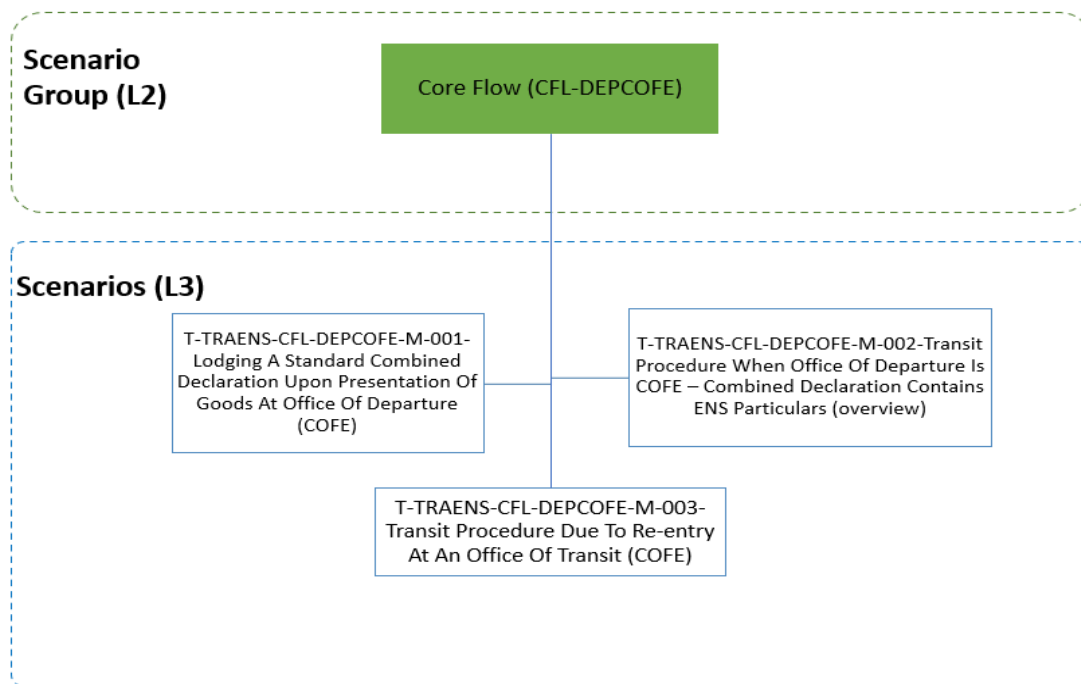 Scenario
Group (L2)
Core Flow (CFL-DEPCOFE)
Scenarios (L3)
T-TRAENS-CFL-DEPCOFE-M-001-
Lodging A Standard Combined
Declaration Upon Presentation Of
Goods At Office Of Departure
(COFE)
T-TRAENS-CFL-DEPCOFE-M-002-Transit
Procedure When Office Of Departure Is
COFE – Combined Declaration Contains
ENS Particulars (overview)
T-TRAENS-CFL-DEPCOFE-M-003-
Transit Procedure Due To Re-entry
At An Office Of Transit (COFE)